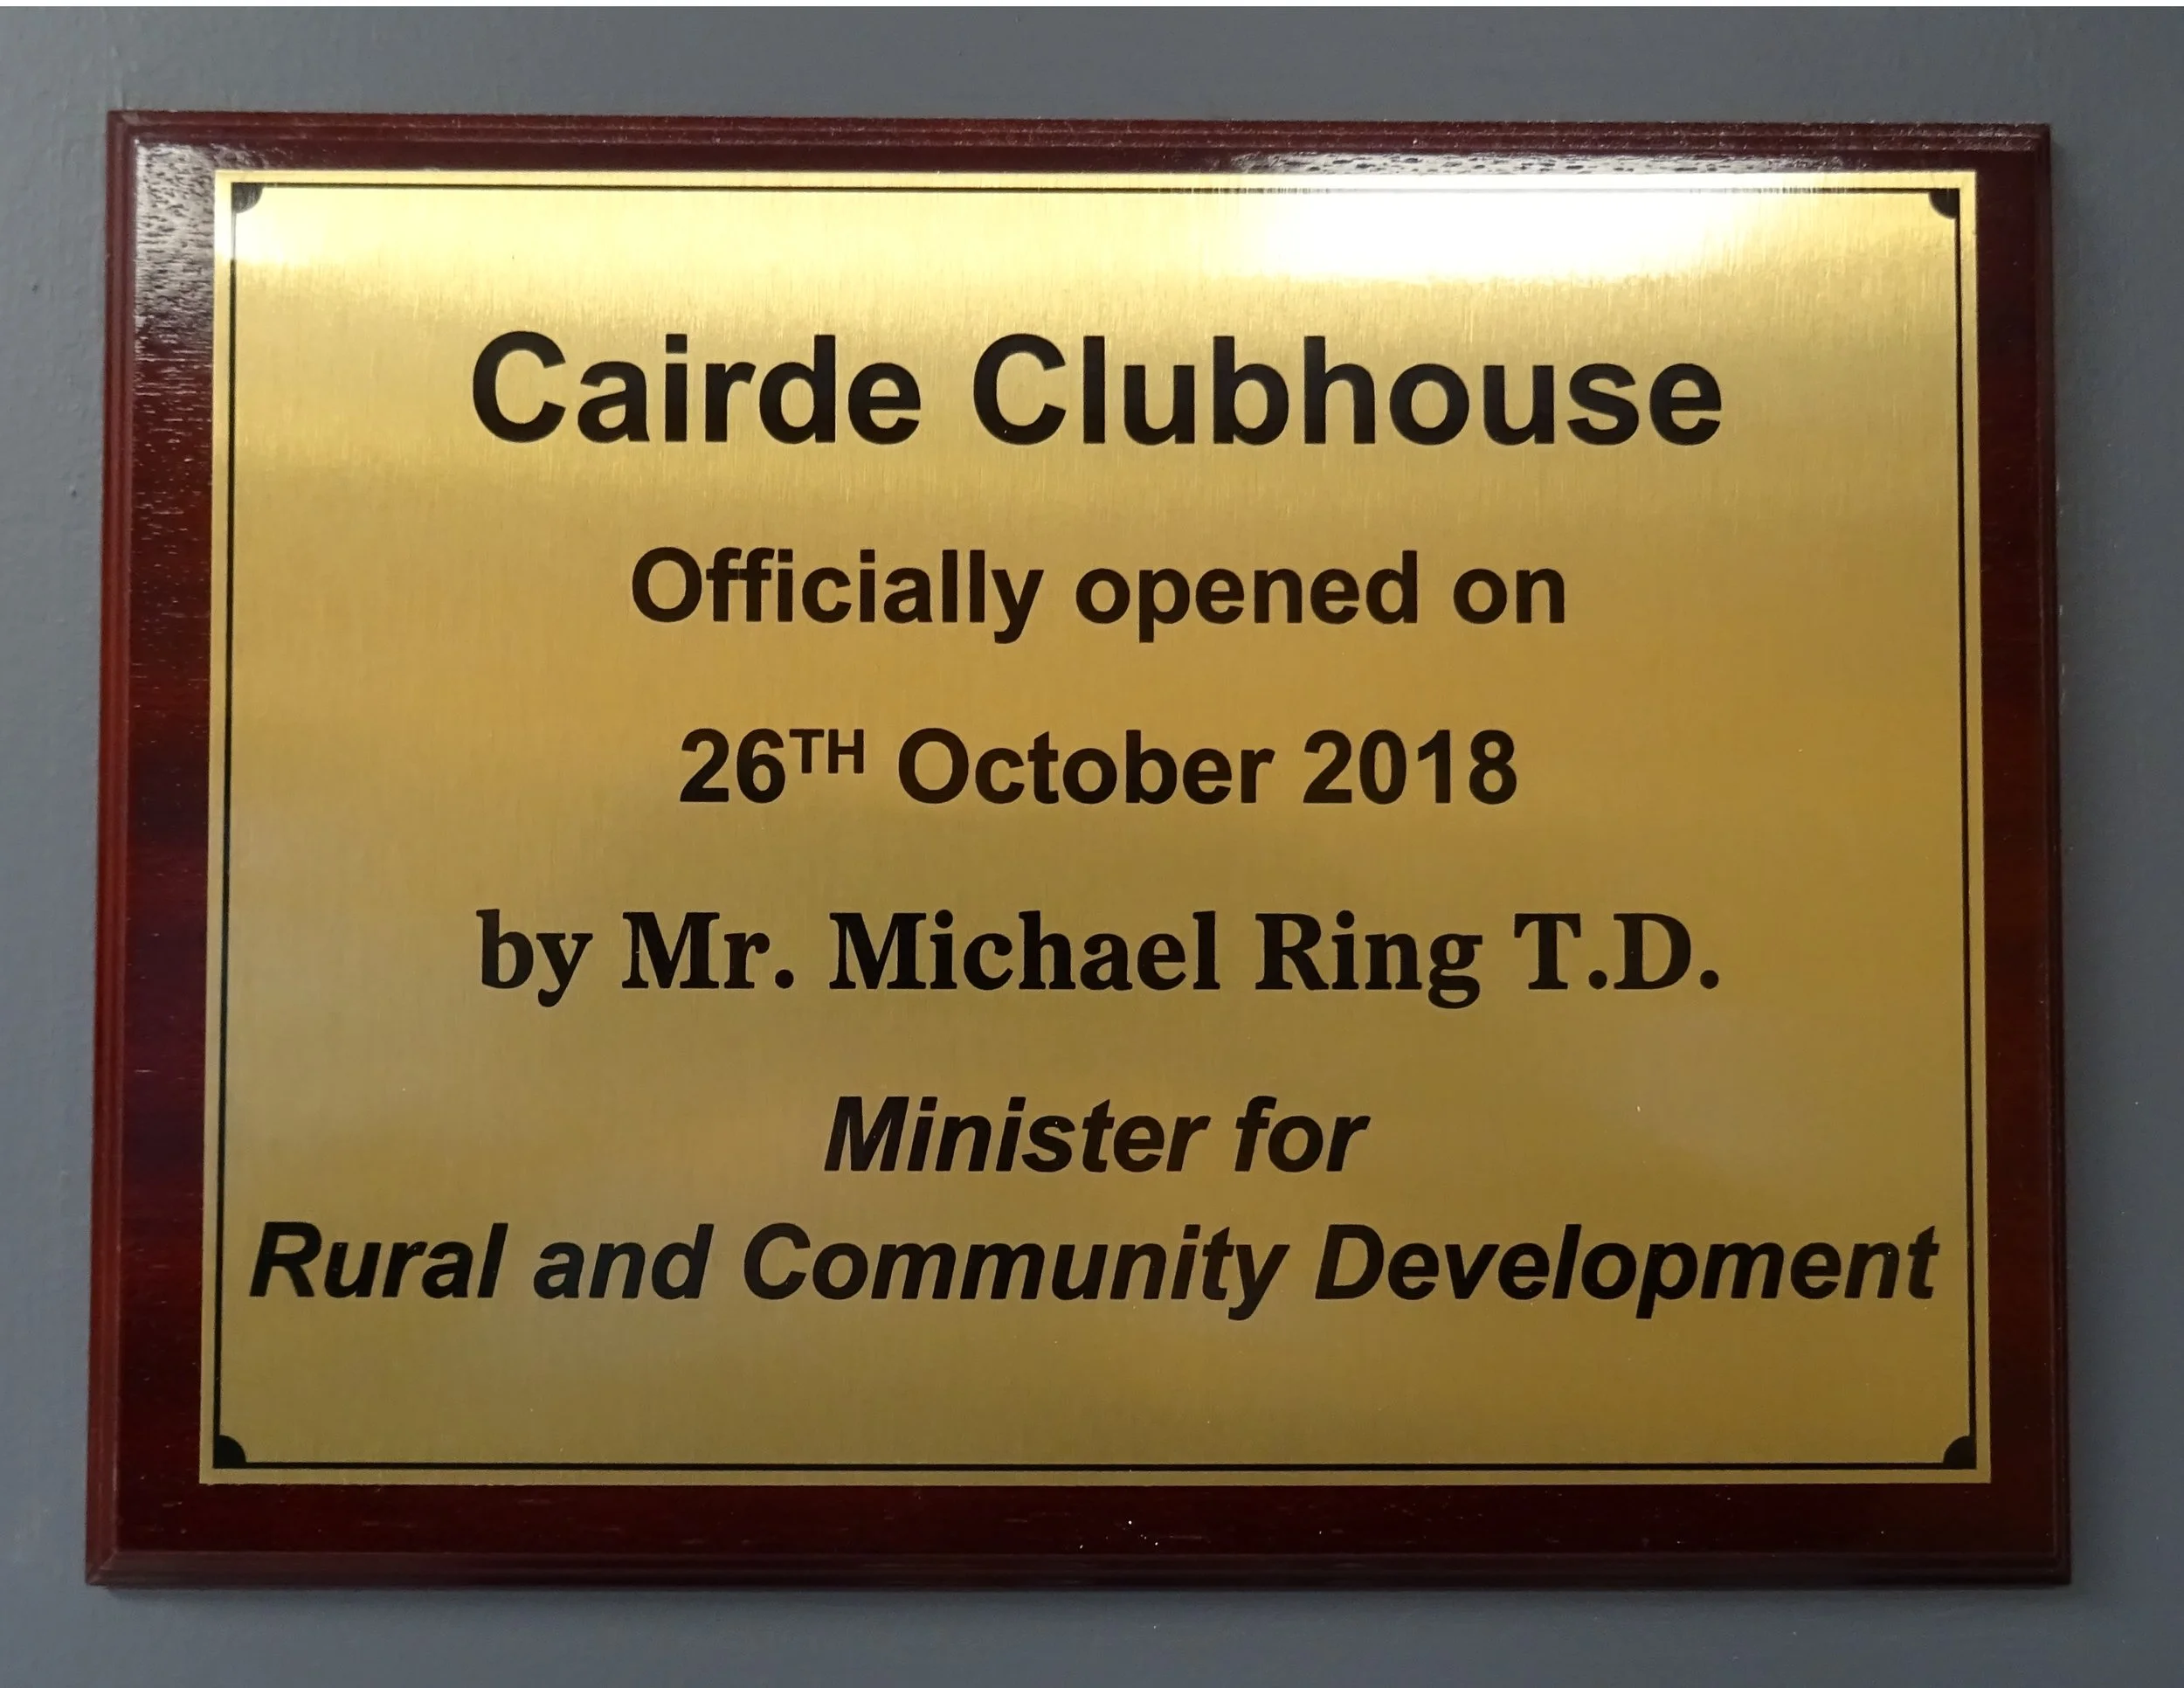 Cairde Clubhouse
Officially opened on
26TH October 2018
by Mr. Michael Ring T.D.
Minister for
Rural and Community Development